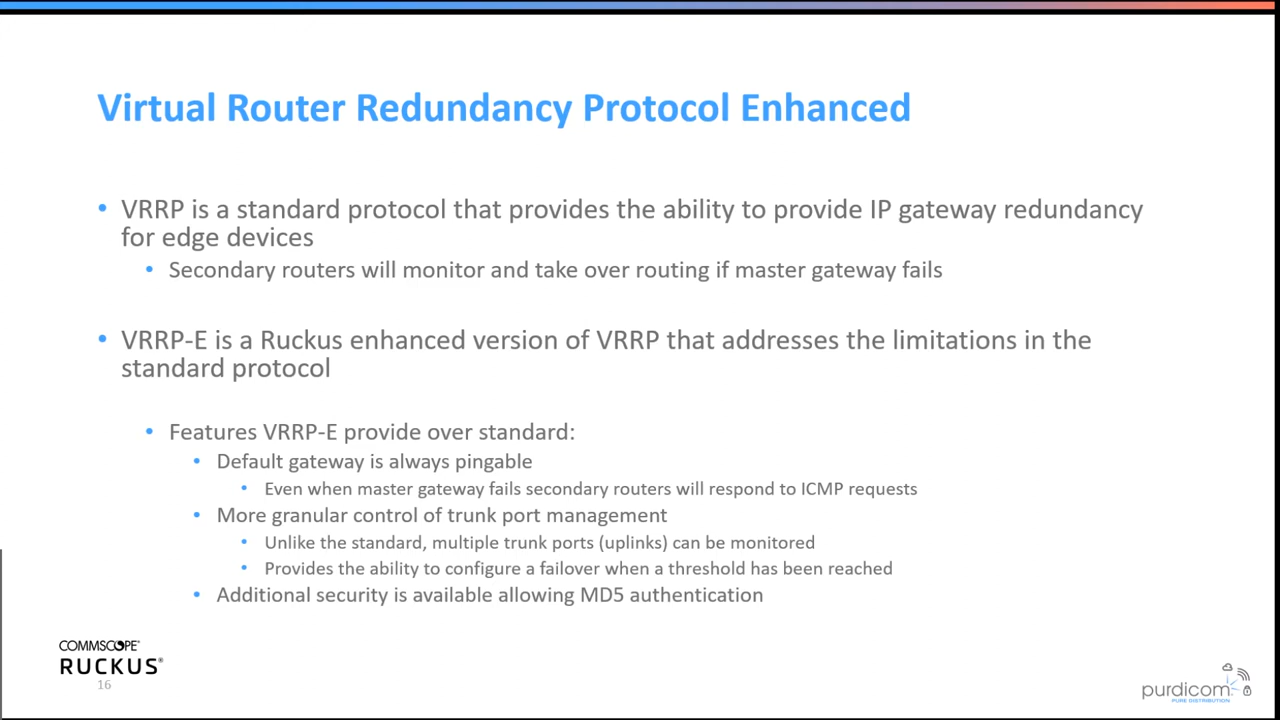 Virtual Router Redundancy Protocol Enhanced
• VRRP is a standard protocol that provides the ability to provide IP gateway redundancy
for edge devices
• Secondary routers will monitor and take over routing if master gateway fails
• VRRP-E is a Ruckus enhanced version of VRRP that addresses the limitations in the
standard protocol
• Features VRRP-E provide over standard:
• Default gateway is always pingable
• Even when master gateway fails secondary routers will respond to ICMP requests
• More granular control of trunk port management
• Unlike the standard, multiple trunk ports (uplinks) can be monitored
• Provides the ability to configure a failover when a threshold has been reached
• Additional security is available allowing MD5 authentication
COMMSCOPE®
RUCKUS®
16
purdicom
PURE DISTRIBUTION